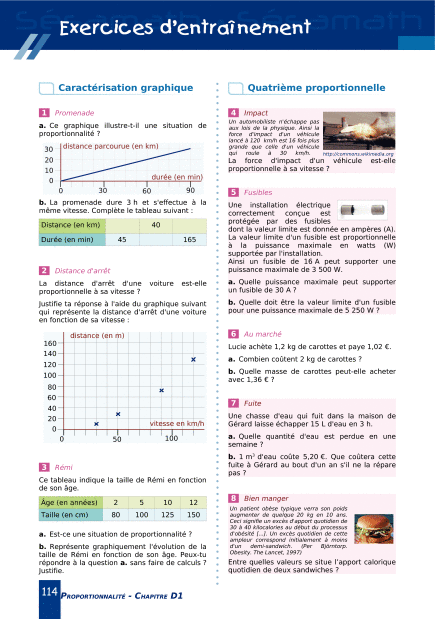 Exercices d'entraînement
Caractérisation graphique
1 Promenade
a. Ce graphique illustre-t-il une situation de
proportionnalité ?
distance parcourue (en km)
30
20
10
0
durée (en min)
0 30 60 90
b. La promenade dure 3 h et s'effectue à la
même vitesse. Complète le tableau suivant :
Distance (en km) 40
Durée (en min) 45 165
2 Distance d'arrêt
La distance d'arrêt d'une voiture est-elle
proportionnelle à sa vitesse ?
Justifie ta réponse à l'aide du graphique suivant
qui représente la distance d'arrêt d'une voiture
en fonction de sa vitesse :
distance (en m)
160
140
120
100
80
60
40
20
0
vitesse en km/h
0 50 100
3 Rémi
Ce tableau indique la taille de Rémi en fonction
de son âge.
Âge (en années) 2 5 10 12
Taille (en cm) 80 100 125 150
a. Est-ce une situation de proportionnalité ?
b. Représente graphiquement l'évolution de la
taille de Rémi en fonction de son âge. Peux-tu
répondre à la question a. sans faire de calculs ?
Justifie.
Quatrième proportionnelle
4 Impact
Un automobiliste n'échappe pas
aux lois de la physique. Ainsi la
force d'impact d'un véhicule
lancé à 120 km/h est 16 fois plus
grande que celle d'un véhicule
qui roule à 30 km/h.
http://commons.wikimedia.org
La force d'impact d'un véhicule est-elle
proportionnelle à sa vitesse ?
5 Fusibles
Une installation électrique
correctement conçue est
protégée par des fusibles
dont la valeur limite est donnée en ampères (A).
La valeur limite d'un fusible est proportionnelle
à la puissance maximale en watts (W)
supportée par l'installation.
Ainsi un fusible de 16 A peut supporter une
puissance maximale de 3 500 W.
a. Quelle puissance maximale peut supporter
un fusible de 30 A ?
b. Quelle doit être la valeur limite d'un fusible
pour une puissance maximale de 5 250 W ?
6 Au marché
Lucie achète 1,2 kg de carottes et paye 1,02 €.
a. Combien coûtent 2 kg de carottes ?
b. Quelle masse de carottes peut-elle acheter
avec 1,36 € ?
7 Fuite
Une chasse d'eau qui fuit dans la maison de
Gérard laisse échapper 15 L d'eau en 3 h.
a. Quelle quantité d'eau est perdue en une
semaine ?
b. 1 m³ d'eau coûte 5,20 €. Que coûtera cette
fuite à Gérard au bout d'un an s'il ne la répare
pas ?
8 Bien manger
Un patient obèse typique verra son poids
augmenter de quelque 20 kg en 10 ans.
Ceci signifie un excès d'apport quotidien de
30 à 40 kilocalories au début du processus
d'obésité (...). Un excès quotidien de cette
ampleur correspond initialement à moins
d'un demi-sandwich. (Per Björntorp.
Obesity. The Lancet, 1997)
Entre quelles valeurs se situe l'apport calorique
quotidien de deux sandwiches ?
114 PROPORTIONNALITÉ - CHAPITRE D1